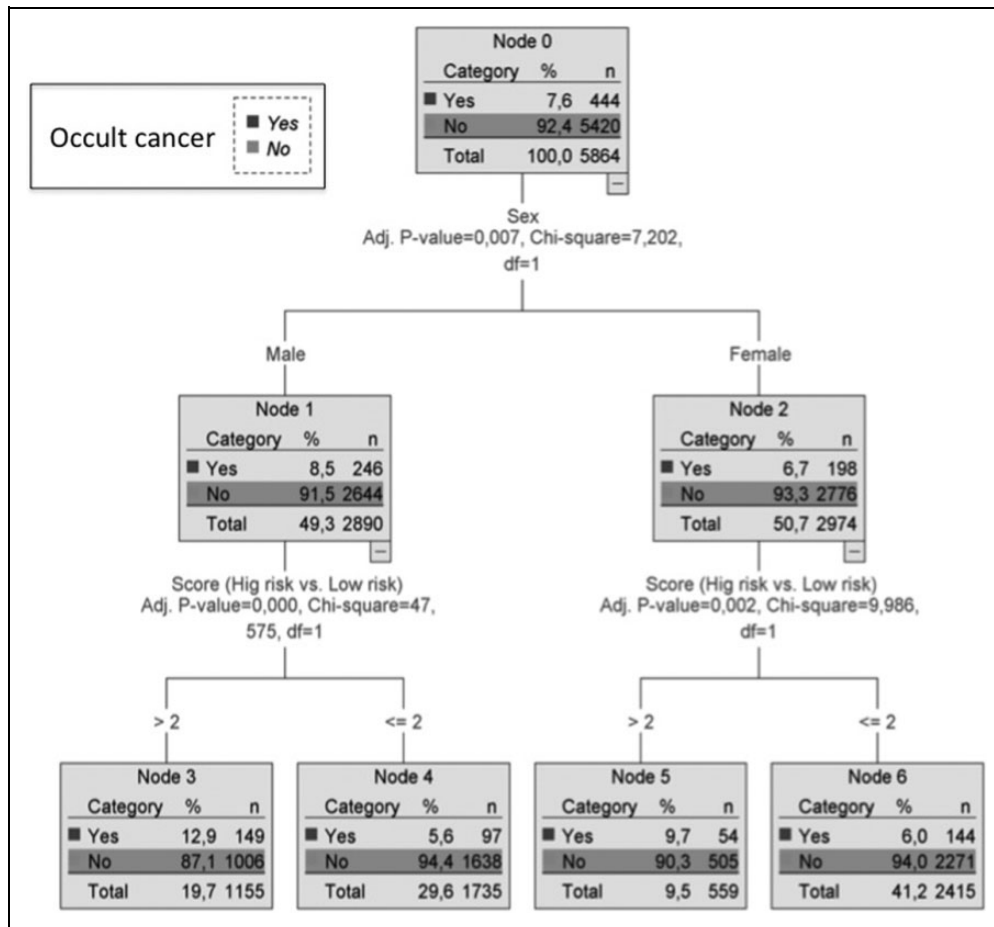 Occult cancer
Yes
No
Node 0
Category % n
Yes 7,6 444
No 92,4 5420
Total 100,0 5864
Sex
Adj. P-value=0,007, Chi-square=7,202,
df=1
Male
Female
Node 1
Category % n
Yes 8,5 246
No 91,5 2644
Total 49,3 2890
Node 2
Category % n
Yes 6,7 198
No 93,3 2776
Total 50,7 2974
Score (Hig risk vs. Low risk)
Adj. P-value=0,000, Chi-square=47,
575, df=1
Score (Hig risk vs. Low risk)
Adj. P-value=0,002, Chi-square=9,986,
df=1
> 2
<= 2
> 2
<= 2
Node 3
Category % n
Yes 12,9 149
No 87,1 1006
Total 19,7 1155
Node 4
Category % n
Yes 5,6 97
No 94,4 1638
Total 29,6 1735
Node 5
Category % n
Yes 9,7 54
No 90,3 505
Total 9,5 559
Node 6
Category % n
Yes 6,0 144
No 94,0 2271
Total 41,2 2415